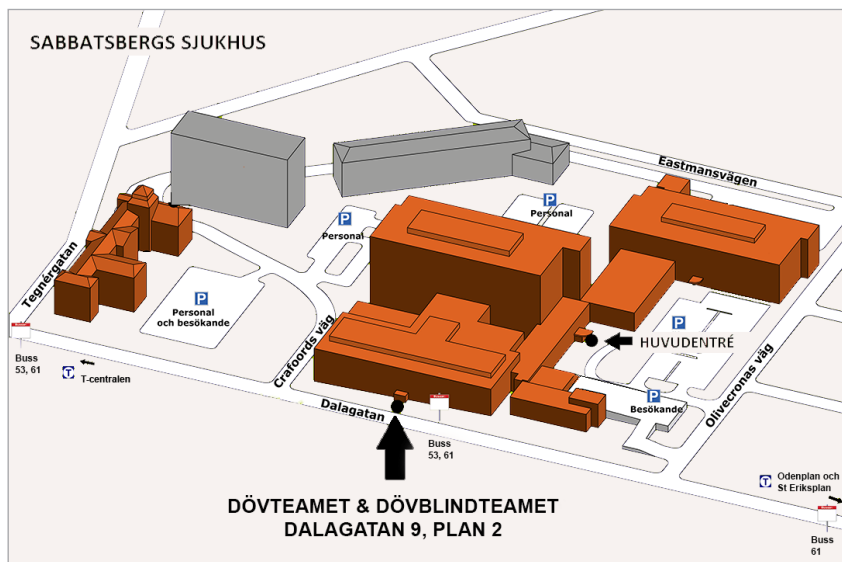 SABBATSBERGS SJUKHUS
Eastmansvägen
P
Personal
P
Personal
Tegnérgatan
P
Personal
och besökande
Crafoords väg
P
HUVUDENTRÉ
Olivecronas väg
P
Besökande
Buss
53, 61
T
T-centralen
Dalagatan
Buss
53, 61
T
Odenplan och
St Eriksplan
DÖVTEAMET & DÖVBLINDTEAMET
DALAGATAN 9, PLAN 2
Buss
61